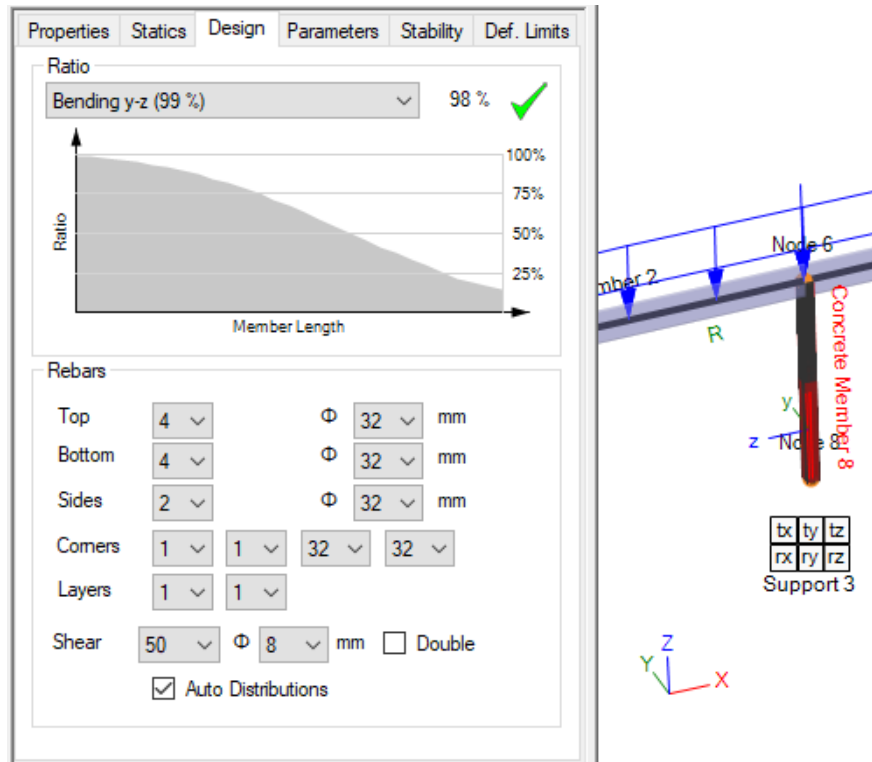 Properties Statics Design Parameters Stability Def. Limits
Ratio
Bending y-z (99 %) 98 %
100%
75%
50%
25%
Ratio
Member Length
Rebars
Top 4 Φ 32 mm
Bottom 4 Φ 32 mm
Sides 2 Φ 32 mm
Corners 1 1 32 32
Layers 1 1
Shear 50 Φ 8 mm Double
Auto Distributions
Node 6
mber 2
R
Concrete Member 8
y
z Node 8
tx ty tz
rx ry rz
Support 3
Z
Y X